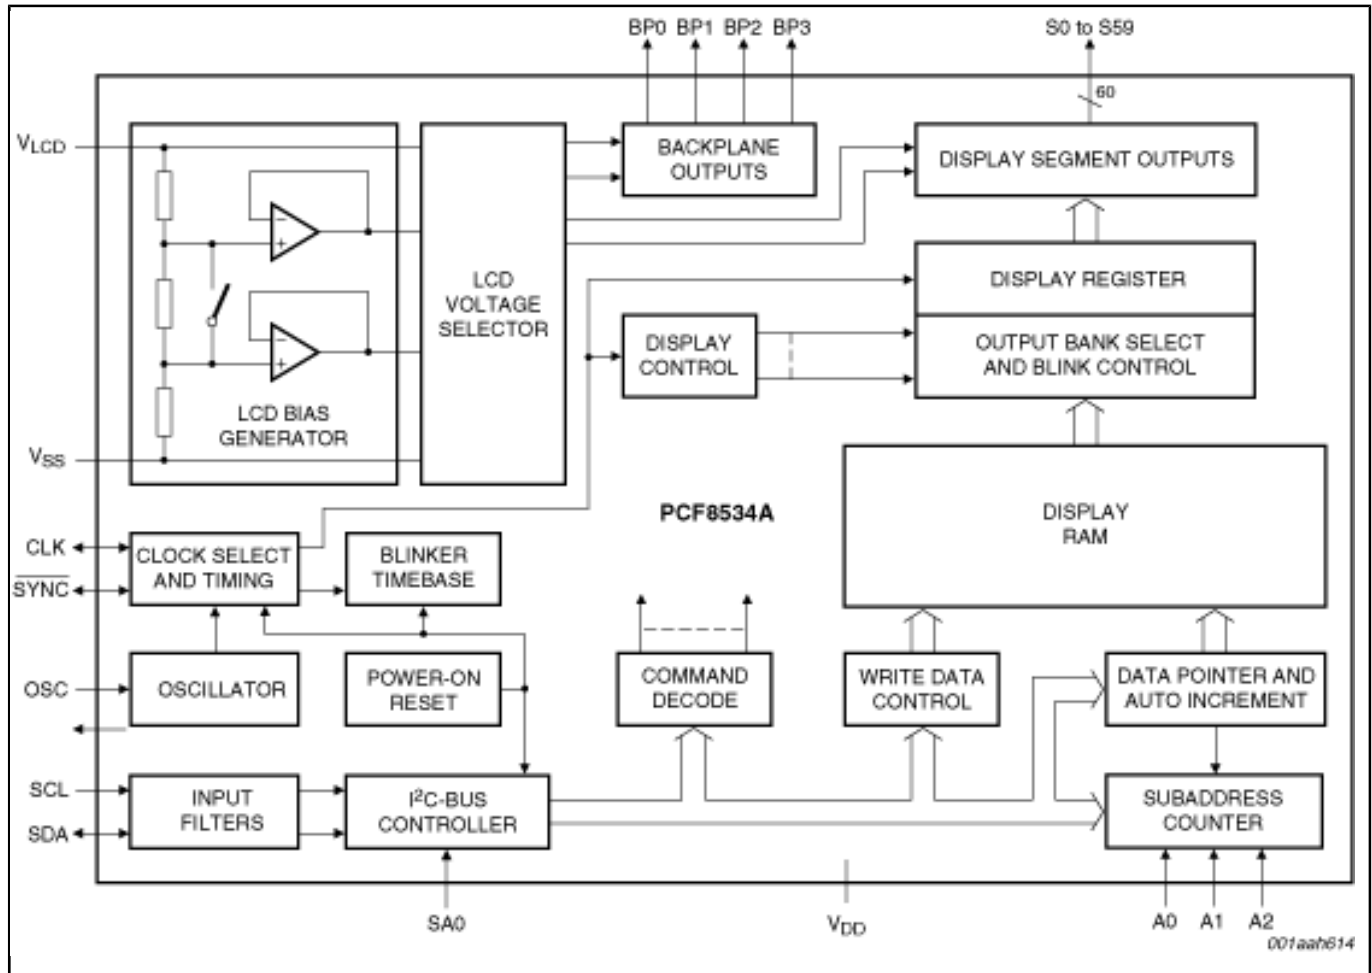 BP0 BP1 BP2 BP3
S0 to S59
60
VLCD
BACKPLANE
OUTPUTS
DISPLAY SEGMENT OUTPUTS
−
+
−
+
LCD BIAS
GENERATOR
LCD
VOLTAGE
SELECTOR
DISPLAY REGISTER
DISPLAY
CONTROL
OUTPUT BANK SELECT
AND BLINK CONTROL
VSS
PCF8534A
DISPLAY
RAM
CLK
SYNC
CLOCK SELECT
AND TIMING
BLINKER
TIMEBASE
OSC
OSCILLATOR
POWER-ON
RESET
COMMAND
DECODE
WRITE DATA
CONTROL
DATA POINTER AND
AUTO INCREMENT
SCL
SDA
INPUT
FILTERS
I²C-BUS
CONTROLLER
SUBADDRESS
COUNTER
SA0
VDD
A0 A1 A2
001aah614